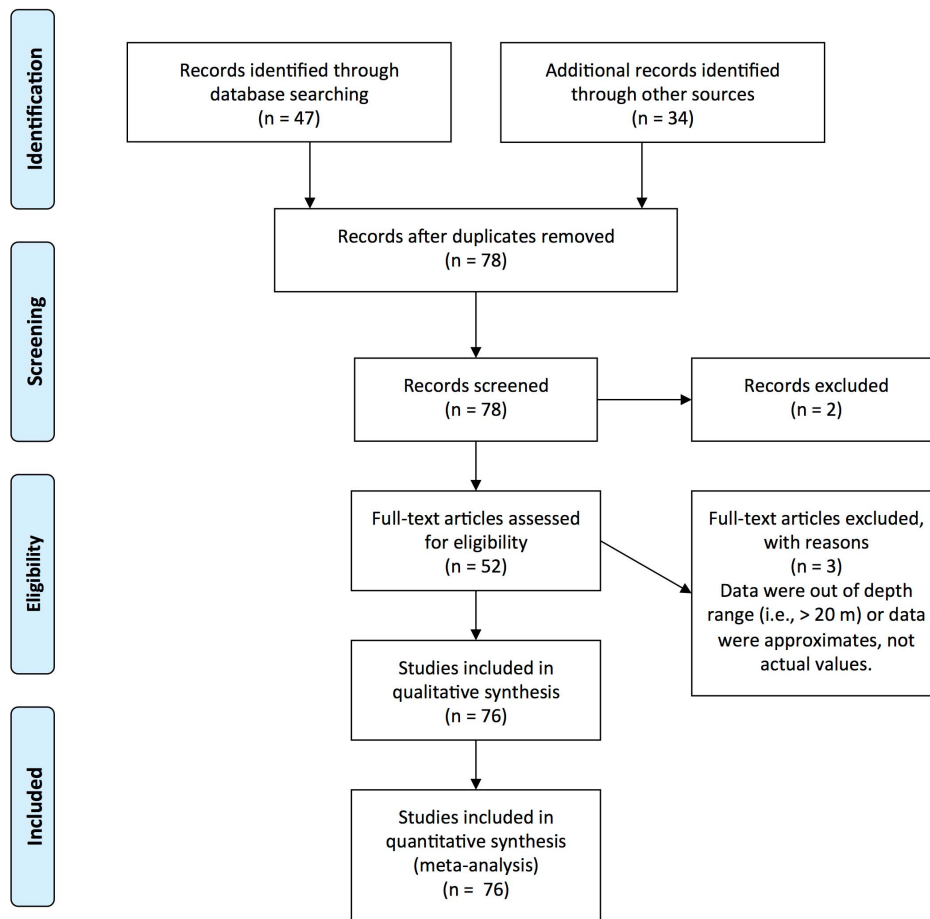 Identification
Records identified through
database searching
(n = 47)
Additional records identified
through other sources
(n = 34)
Records after duplicates removed
(n = 78)
Screening
Records screened
(n = 78)
Records excluded
(n = 2)
Eligibility
Full-text articles assessed
for eligibility
(n = 52)
Full-text articles excluded,
with reasons
(n = 3)
Data were out of depth
range (i.e., > 20 m) or data
were approximates, not
actual values.
Studies included in
qualitative synthesis
(n = 76)
Included
Studies included in
quantitative synthesis
(meta-analysis)
(n =  76)